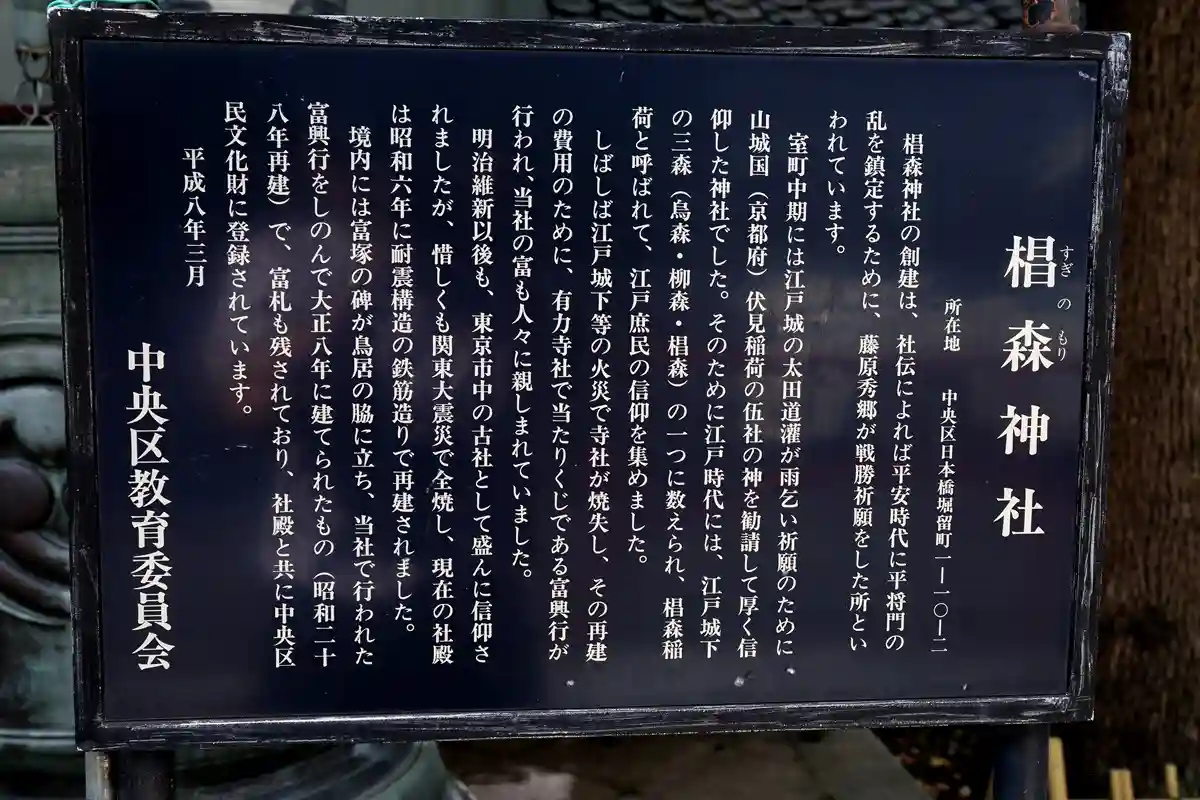 椙森神社
すぎのもり
所在地　中央区日本橋堀留町一―一〇―二
椙森神社の創建は、社伝によれば平安時代に平将門の
乱を鎮定するために、藤原秀郷が戦勝祈願をした所とい
われています。
室町中期には江戸城の太田道灌が雨乞い祈願のために
山城国（京都府）伏見稲荷の伍社の神を勧請して厚く信
仰した神社でした。そのために江戸時代には、江戸城下
の三森（烏森・柳森・椙森）の一つに数えられ、椙森稲
荷と呼ばれて、江戸庶民の信仰を集めました。
しばしば江戸城下等の火災で寺社が焼失し、その再建
の費用のために、有力寺社で当たりくじである富興行が
行われ、当社の富も人々に親しまれていました。
明治維新以後も、東京市中の古社として盛んに信仰さ
れましたが、惜しくも関東大震災で全焼し、現在の社殿
は昭和六年に耐震構造の鉄筋造りで再建されました。
境内には富塚の碑が鳥居の脇に立ち、当社で行われた
富興行をしのんで大正八年に建てられたもの（昭和二十
八年再建）で、富札も残されており、社殿と共に中央区
民文化財に登録されています。
平成八年三月
中央区教育委員会